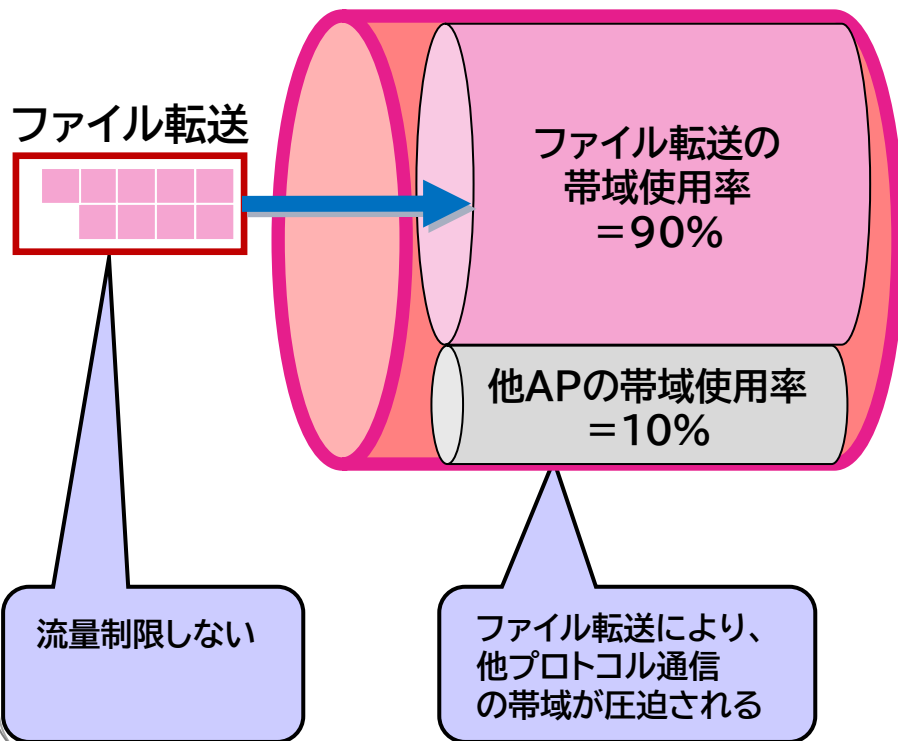 ファイル転送
ファイル転送の
帯域使用率
=90%
他APの帯域使用率
=10%
流量制限しない
ファイル転送により、
他プロトコル通信
の帯域が圧迫される